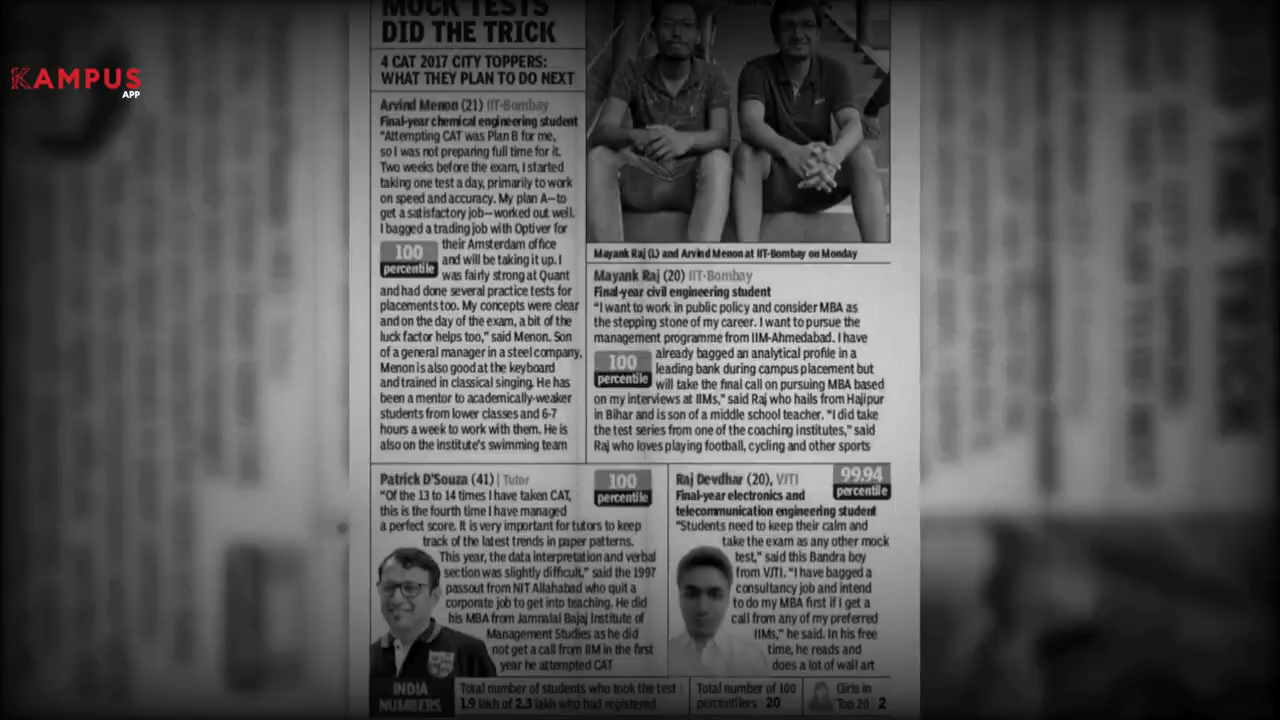 KAMPUS
APP
MOCK TESTS
DID THE TRICK
4 CAT 2017 CITY TOPPERS:
WHAT THEY PLAN TO DO NEXT
Arvind Menon (21) IIT-Bombay
Final-year chemical engineering student
"Attempting CAT was Plan B for me,
so I was not preparing full time for it.
Two weeks before the exam, I started
taking one test a day, primarily to work
on speed and accuracy. My plan A—to
get a satisfactory job—worked out well.
I bagged a trading job with Optiver for
their Amsterdam office
and will be taking it up. I
was fairly strong at Quant
100
percentile
and had done several practice tests for
placements too. My concepts were clear
and on the day of the exam, a bit of the
luck factor helps too," said Menon. Son
of a general manager in a steel company,
Menon is also good at the keyboard
and trained in classical singing. He has
been a mentor to academically-weaker
students from lower classes and 6-7
hours a week to work with them. He is
also on the institute's swimming team
Mayank Raj (L) and Arvind Menon at IIT-Bombay on Monday
Mayank Raj (20) IIT-Bombay
Final-year civil engineering student
"I want to work in public policy and consider MBA as
the stepping stone of my career. I want to pursue the
management programme from IIM-Ahmedabad. I have
already bagged an analytical profile in a
leading bank during campus placement but
will take the final call on pursuing MBA based
100
percentile
on my interviews at IIMs," said Raj who hails from Hajipur
in Bihar and is son of a middle school teacher. "I did take
the test series from one of the coaching institutes," said
Raj who loves playing football, cycling and other sports
Patrick D'Souza (41) | Tutor
100
percentile
"Of the 13 to 14 times I have taken CAT,
this is the fourth time I have managed
a perfect score. It is very important for tutors to keep
track of the latest trends in paper patterns.
This year, the data interpretation and verbal
section was slightly difficult," said the 1997
passout from NIT Allahabad who quit a
corporate job to get into teaching. He did
his MBA from Jamnalal Bajaj Institute of
Management Studies as he did
not get a call from IIM in the first
year he attempted CAT
Raj Devdhar (20), VJTI
99.94
percentile
Final-year electronics and
telecommunication engineering student
"Students need to keep their calm and
take the exam as any other mock
test," said this Bandra boy
from VJTI. "I have bagged a
consultancy job and intend
to do my MBA first if I get a
call from any of my preferred
IIMs," he said. In his free
time, he reads and
does a lot of wall art
INDIA
NUMBERS
Total number of students who took the test
1.9 lakh of 2.3 lakh who had registered
Total number of 100
percentilers 20
Girls in
Top 20 2